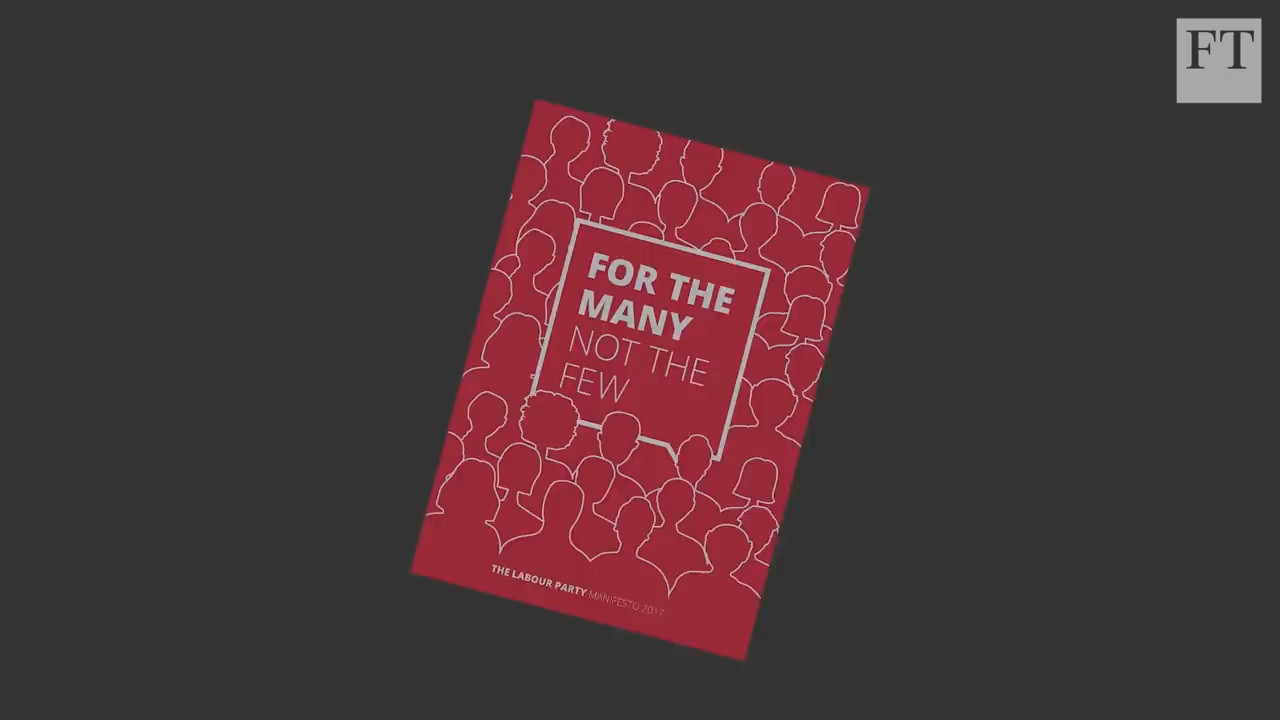 FT
FOR THE
MANY
NOT THE
FEW
THE LABOUR PARTY MANIFESTO 2017